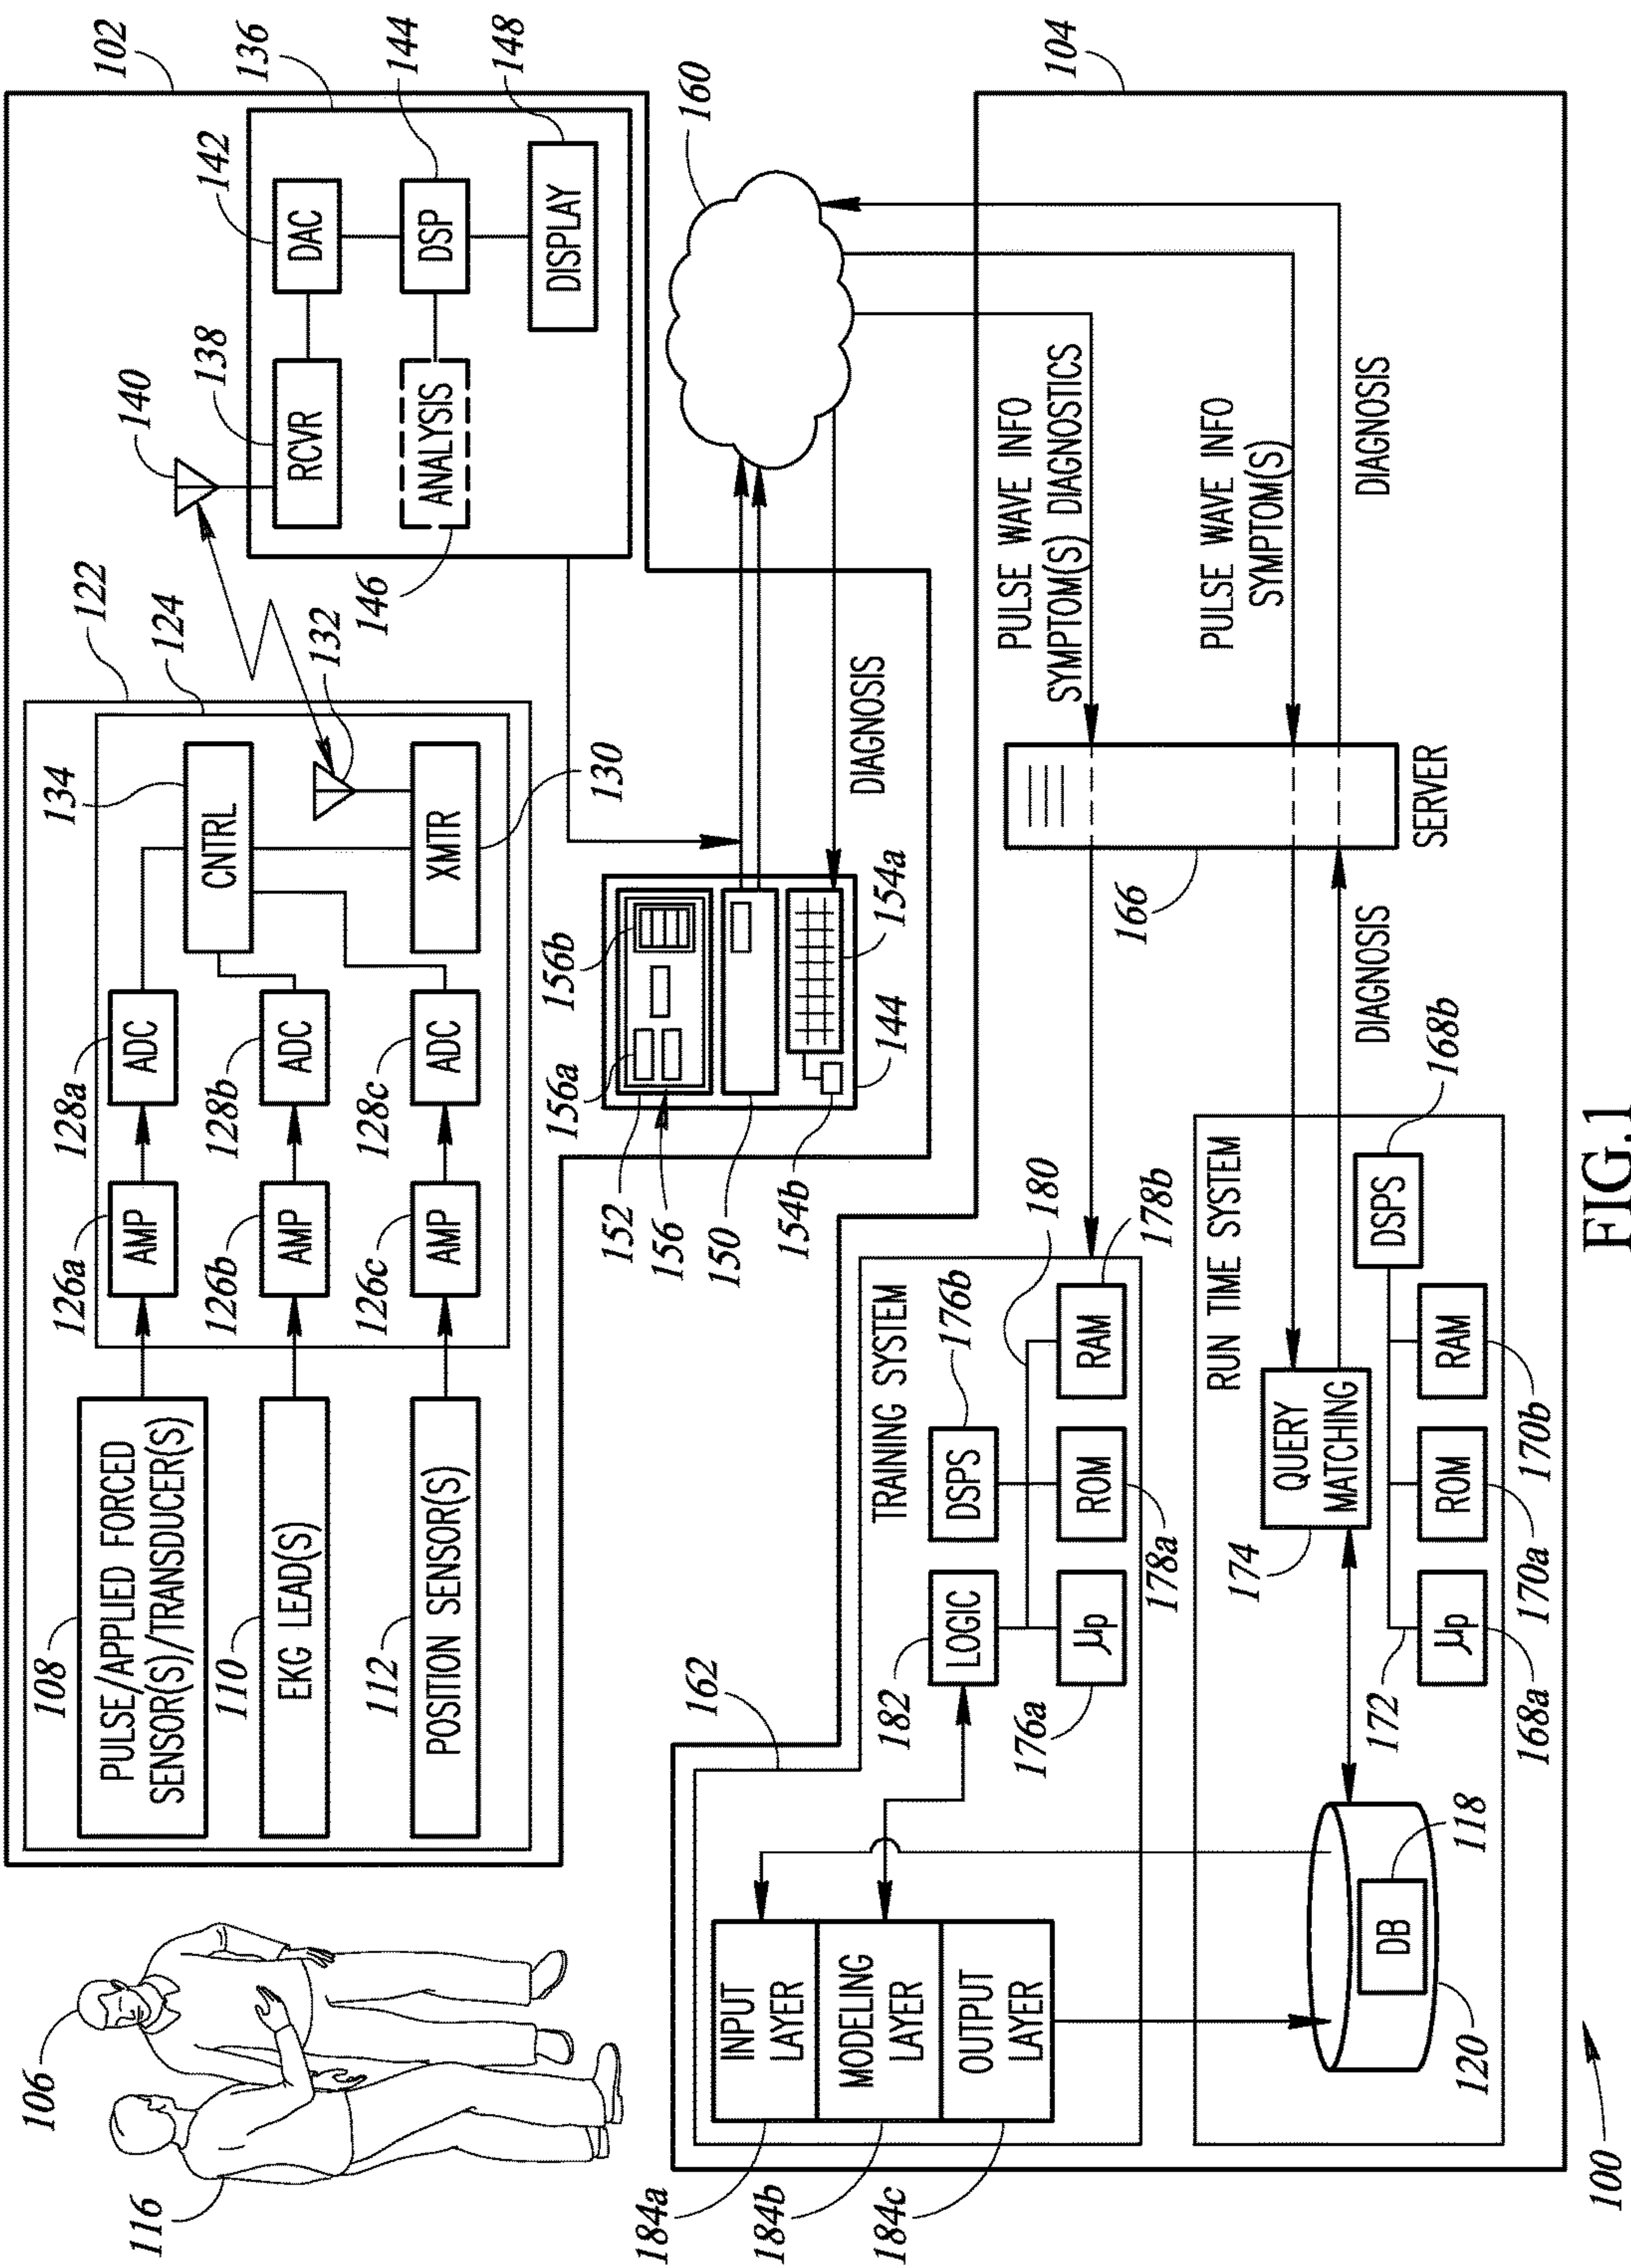 106
116
108
PULSE/APPLIED FORCED
SENSOR(S)/TRANSDUCER(S)
110
EKG LEAD(S)
112
POSITION SENSOR(S)
126a
AMP
128a
ADC
126b
AMP
128b
ADC
126c
AMP
128c
ADC
134
CNTRL
XMTR
130
132
122
124
140
138
RCVR
142
DAC
136
102
ANALYSIS
146
DSP
144
DISPLAY
148
152
156
150
154b
156a
156b
144
154a
DIAGNOSIS
160
104
184a
184b
184c
INPUT
LAYER
MODELING
LAYER
OUTPUT
LAYER
162
TRAINING SYSTEM
182
LOGIC
DSPS
176b
180
176a
μp
178a
ROM
RAM
178b
PULSE WAVE INFO
SYMPTOM(S) DIAGNOSTICS
PULSE WAVE INFO
SYMPTOM(S)
DIAGNOSIS
166
SERVER
DIAGNOSIS
RUN TIME SYSTEM
174
QUERY
MATCHING
DSPS
168b
172
μp
168a
ROM
170a
RAM
170b
DB
118
120
100
FIG.1